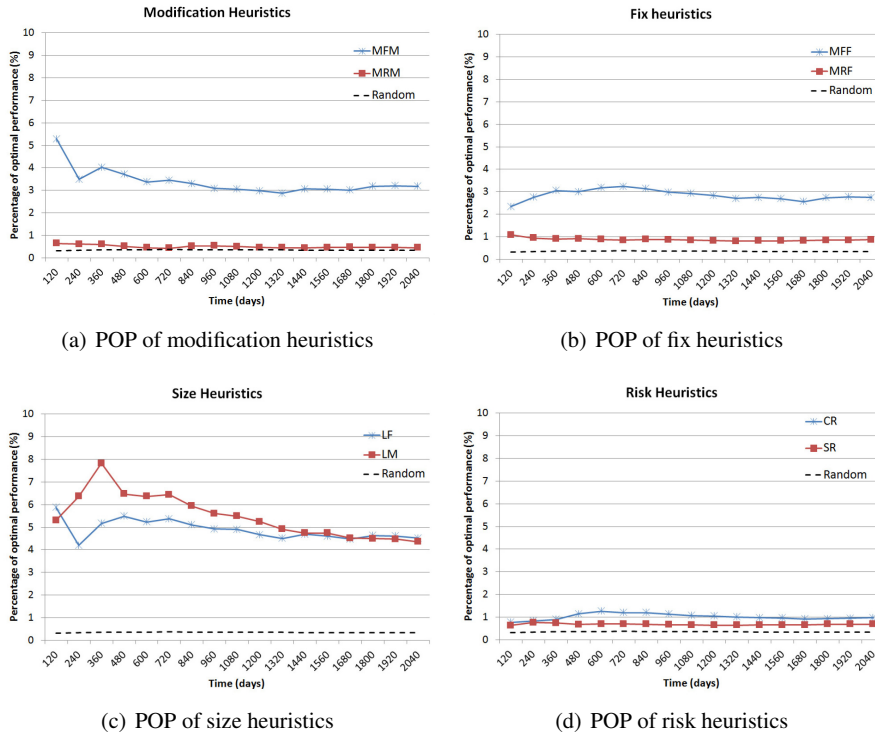 Modification Heuristics
Percentage of optimal performance (%)
10
9
8
7
6
5
4
3
2
1
0
MFM
MRM
Random
120 240 360 480 600 720 840 960 1080 1200 1320 1440 1560 1680 1800 1920 2040
Time (days)
(a) POP of modification heuristics
Fix heuristics
Percentage of optimal performance (%)
10
9
8
7
6
5
4
3
2
1
0
MFF
MRF
Random
120 240 360 480 600 720 840 960 1080 1200 1320 1440 1560 1680 1800 1920 2040
Time (days)
(b) POP of fix heuristics
Size Heuristics
Percentage of optimal performance (%)
10
9
8
7
6
5
4
3
2
1
0
LF
LM
Random
120 240 360 480 600 720 840 960 1080 1200 1320 1440 1560 1680 1800 1920 2040
Time (days)
(c) POP of size heuristics
Risk Heuristics
Percentage of optimal performance (%)
10
9
8
7
6
5
4
3
2
1
0
CR
SR
Random
120 240 360 480 600 720 840 960 1080 1200 1320 1440 1560 1680 1800 1920 2040
Time (days)
(d) POP of risk heuristics